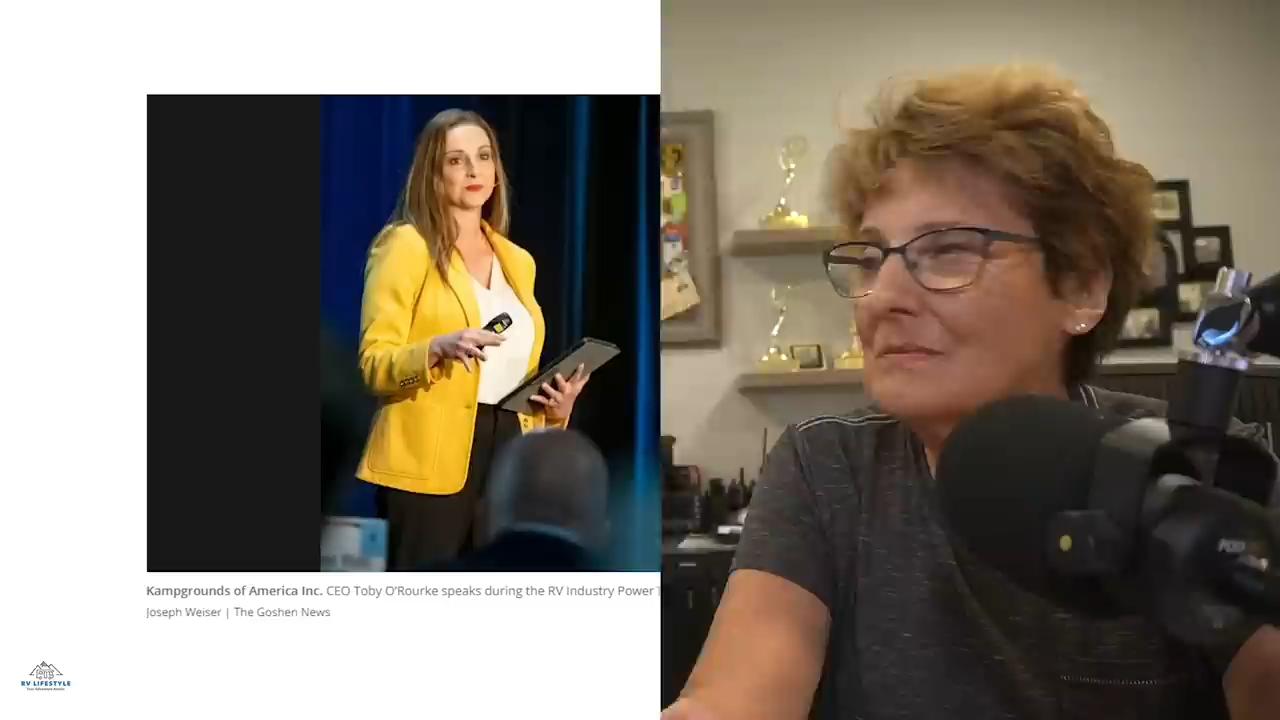 Kampgrounds of America Inc. CEO Toby O'Rourke speaks during the RV Industry Power
Joseph Weiser | The Goshen News
RV LIFESTYLE